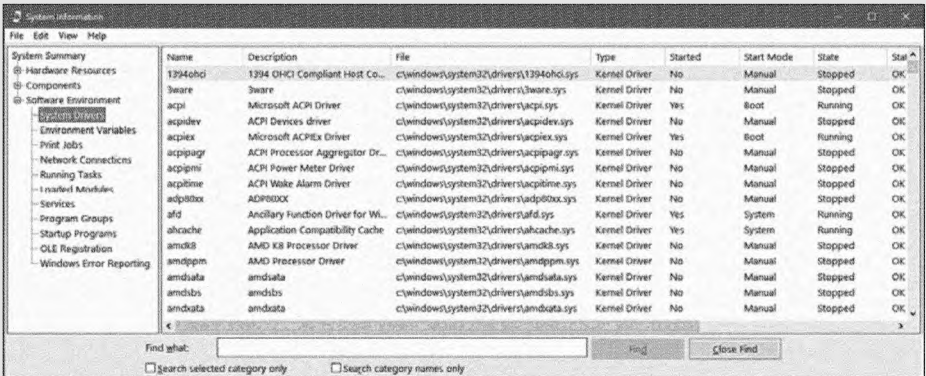 System Information
File Edit View Help
System Summary
Hardware Resources
Components
Software Environment
System Drivers
Environment Variables
Print Jobs
Network Connections
Running Tasks
Loaded Modules
Services
Program Groups
Startup Programs
OLE Registration
Windows Error Reporting
Name Description File Type Started Start Mode State Stat
1394ohci 1394 OHCI Compliant Host Co... c:\windows\system32\drivers\1394ohci.sys Kernel Driver No Manual Stopped OK
3ware 3ware c:\windows\system32\drivers\3ware.sys Kernel Driver No Manual Stopped OK
acpi Microsoft ACPI Driver c:\windows\system32\drivers\acpi.sys Kernel Driver Yes Boot Running OK
acpidev ACPI Devices driver c:\windows\system32\drivers\acpidev.sys Kernel Driver No Manual Stopped OK
acpiex Microsoft ACPIEx Driver c:\windows\system32\drivers\acpiex.sys Kernel Driver Yes Boot Running OK
acpipagr ACPI Processor Aggregator Dr... c:\windows\system32\drivers\acpipagr.sys Kernel Driver No Manual Stopped OK
acpipmi ACPI Power Meter Driver c:\windows\system32\drivers\acpipmi.sys Kernel Driver No Manual Stopped OK
acpitime ACPI Wake Alarm Driver c:\windows\system32\drivers\acpitime.sys Kernel Driver No Manual Stopped OK
adp80xx ADP80XX c:\windows\system32\drivers\adp80xx.sys Kernel Driver No Manual Stopped OK
afd Ancillary Function Driver for Wi... c:\windows\system32\drivers\afd.sys Kernel Driver Yes System Running OK
ahcache Application Compatibility Cache c:\windows\system32\drivers\ahcache.sys Kernel Driver Yes System Running OK
amdk8 AMD K8 Processor Driver c:\windows\system32\drivers\amdk8.sys Kernel Driver No Manual Stopped OK
amdppm AMD Processor Driver c:\windows\system32\drivers\amdppm.sys Kernel Driver No Manual Stopped OK
amdsata amdsata c:\windows\system32\drivers\amdsata.sys Kernel Driver No Manual Stopped OK
amdsbs amdsbs c:\windows\system32\drivers\amdsbs.sys Kernel Driver No Manual Stopped OK
amdxata amdxata c:\windows\system32\drivers\amdxata.sys Kernel Driver No Manual Stopped OK
Find what: Find Close Find
Search selected category only Search category names only